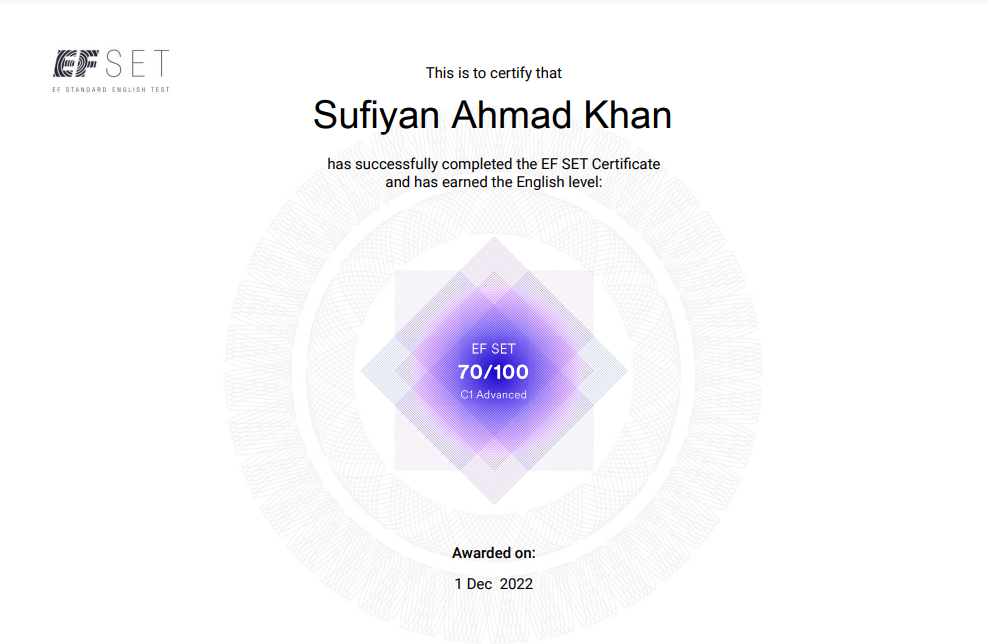 EF SET
EF STANDARD ENGLISH TEST
This is to certify that
Sufiyan Ahmad Khan
has successfully completed the EF SET Certificate
and has earned the English level:
EF SET
70/100
C1 Advanced
Awarded on:
1 Dec 2022